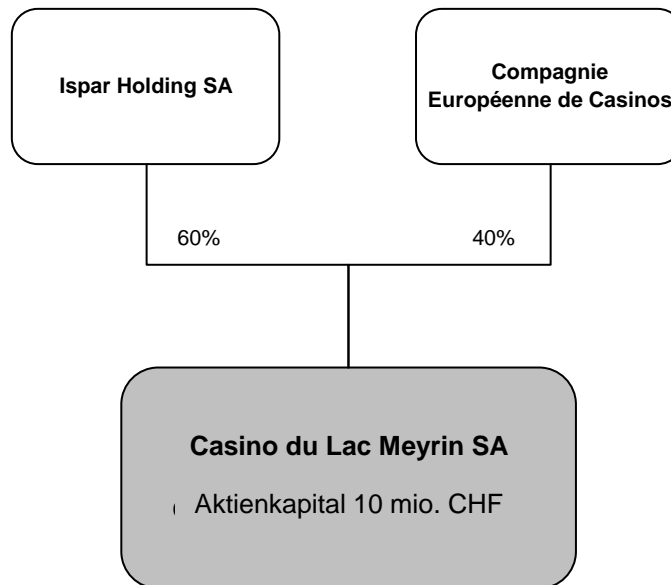 Ispar Holding SA
Compagnie
Européenne de Casinos
60%
40%
Casino du Lac Meyrin SA
Aktienkapital 10 mio. CHF